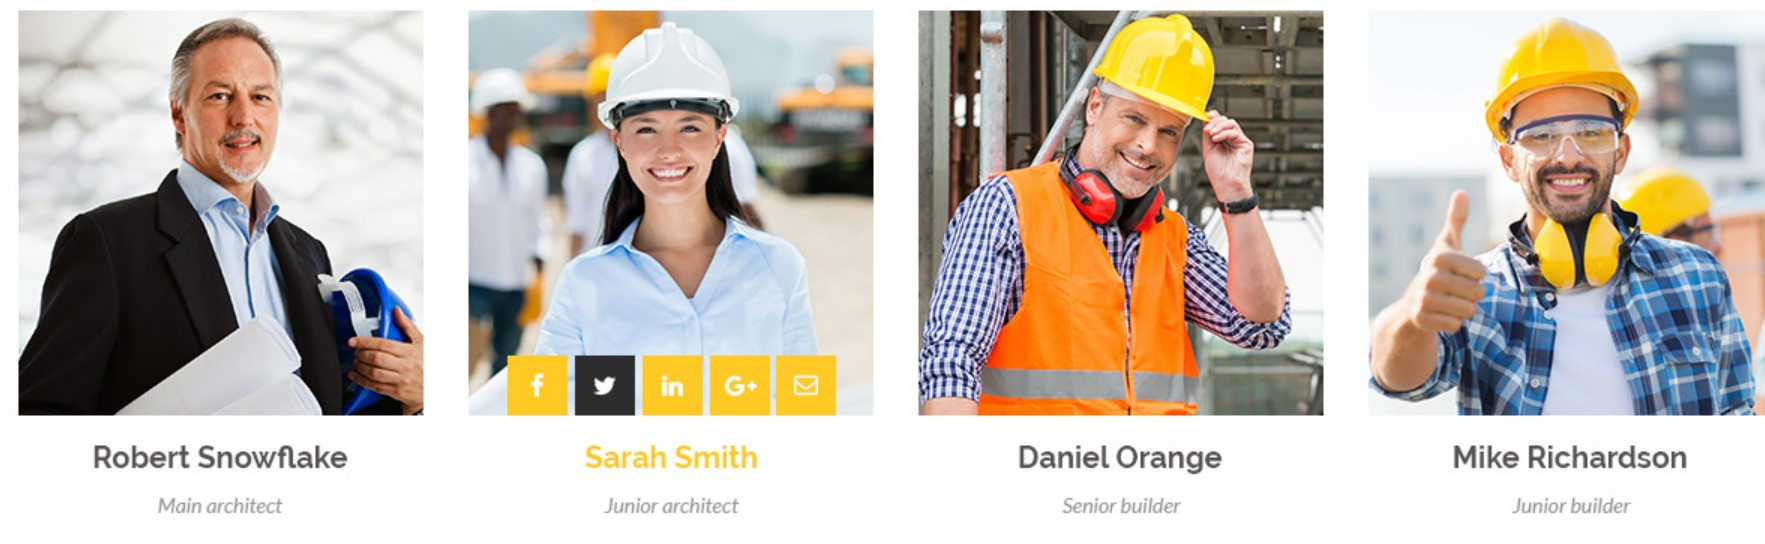 f
in
G+
Robert Snowflake
Sarah Smith
Daniel Orange
Mike Richardson
Main architect
Junior architect
Senior builder
Junior builder